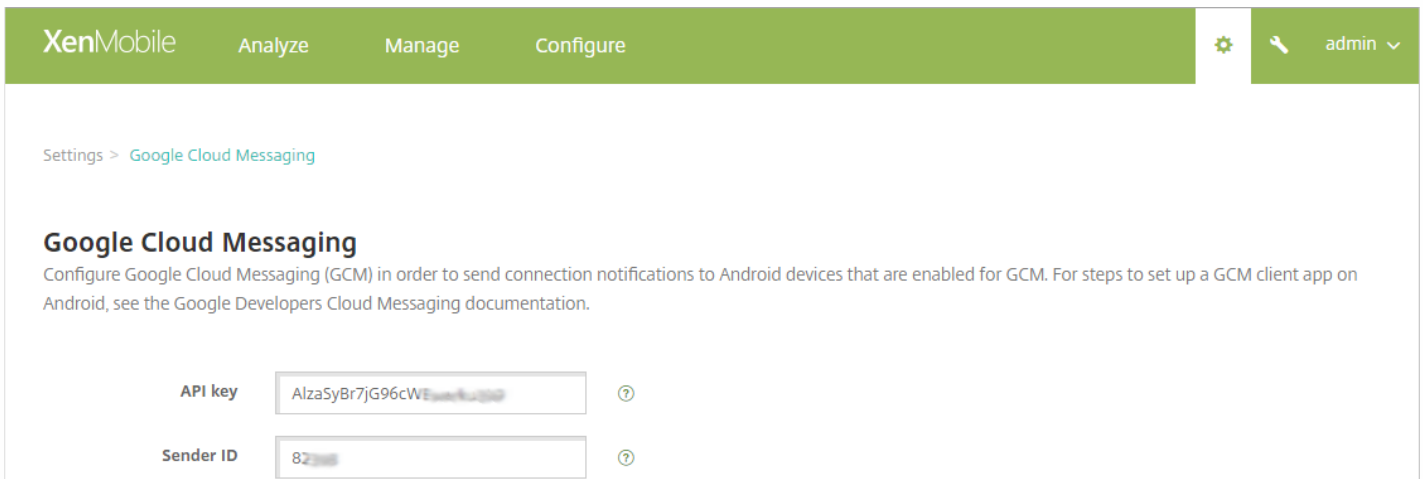 XenMobile Analyze Manage Configure admin
Settings > Google Cloud Messaging
Google Cloud Messaging
Configure Google Cloud Messaging (GCM) in order to send connection notifications to Android devices that are enabled for GCM. For steps to set up a GCM client app on
Android, see the Google Developers Cloud Messaging documentation.
API key
Sender ID